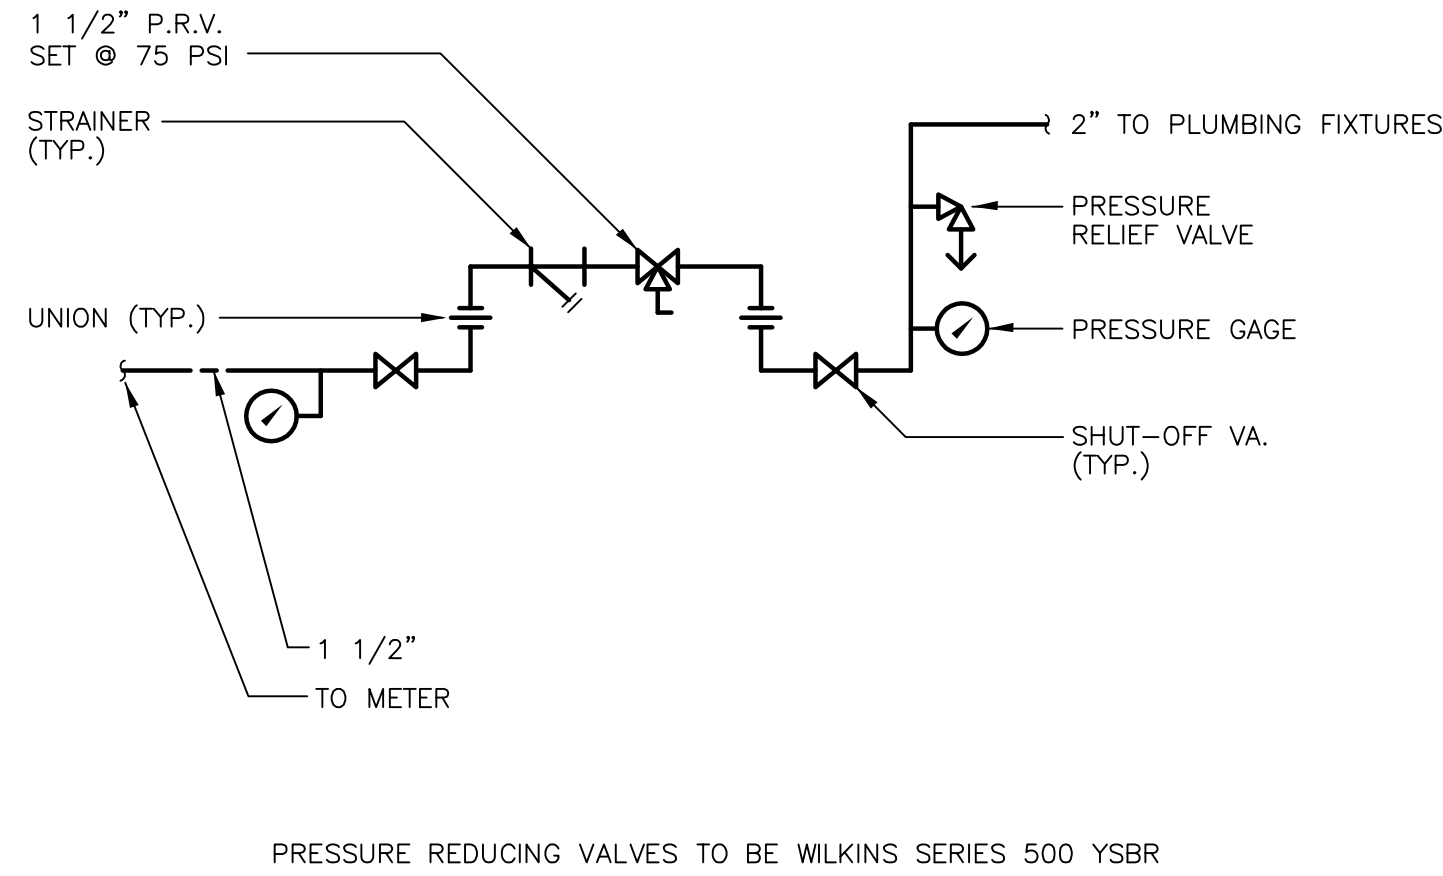 1 1/2” P.R.V.
SET @ 75 PSI
STRAINER
(TYP.)
UNION (TYP.)
2” TO PLUMBING FIXTURES
PRESSURE
RELIEF VALVE
PRESSURE GAGE
SHUT-OFF VA.
(TYP.)
1 1/2”
TO METER
PRESSURE REDUCING VALVES TO BE WILKINS SERIES 500 YSBR